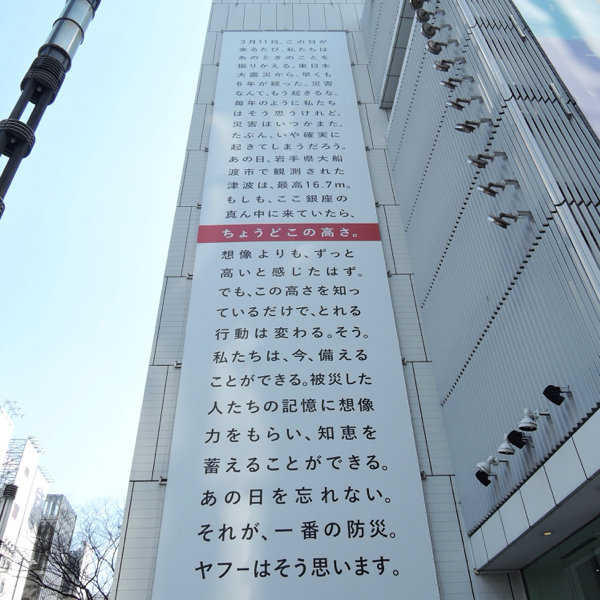 3月11日。この日が
来るたび、私たちは
あのときのことを
振りかえる。東日本
大震災から、早くも
6年が経った。災害
なんて、もう起きるな。
毎年のように私たち
はそう思うけれど、
災害はいつかまた、
たぶん、いや確実に
起きてしまうだろう。
あの日、岩手県大船
渡市で観測された
津波は、最高16.7m。
もしも、ここ銀座の
真ん中に来ていたら、
ちょうどこの高さ。
想像よりも、ずっと
高いと感じたはず。
でも、この高さを知っ
ているだけで、とれる
行動は変わる。そう。
私たちは、今、備える
ことができる。被災した
人たちの記憶に想像
力をもらい、知恵を
蓄えることができる。
あの日を忘れない。
それが、一番の防災。
ヤフーはそう思います。